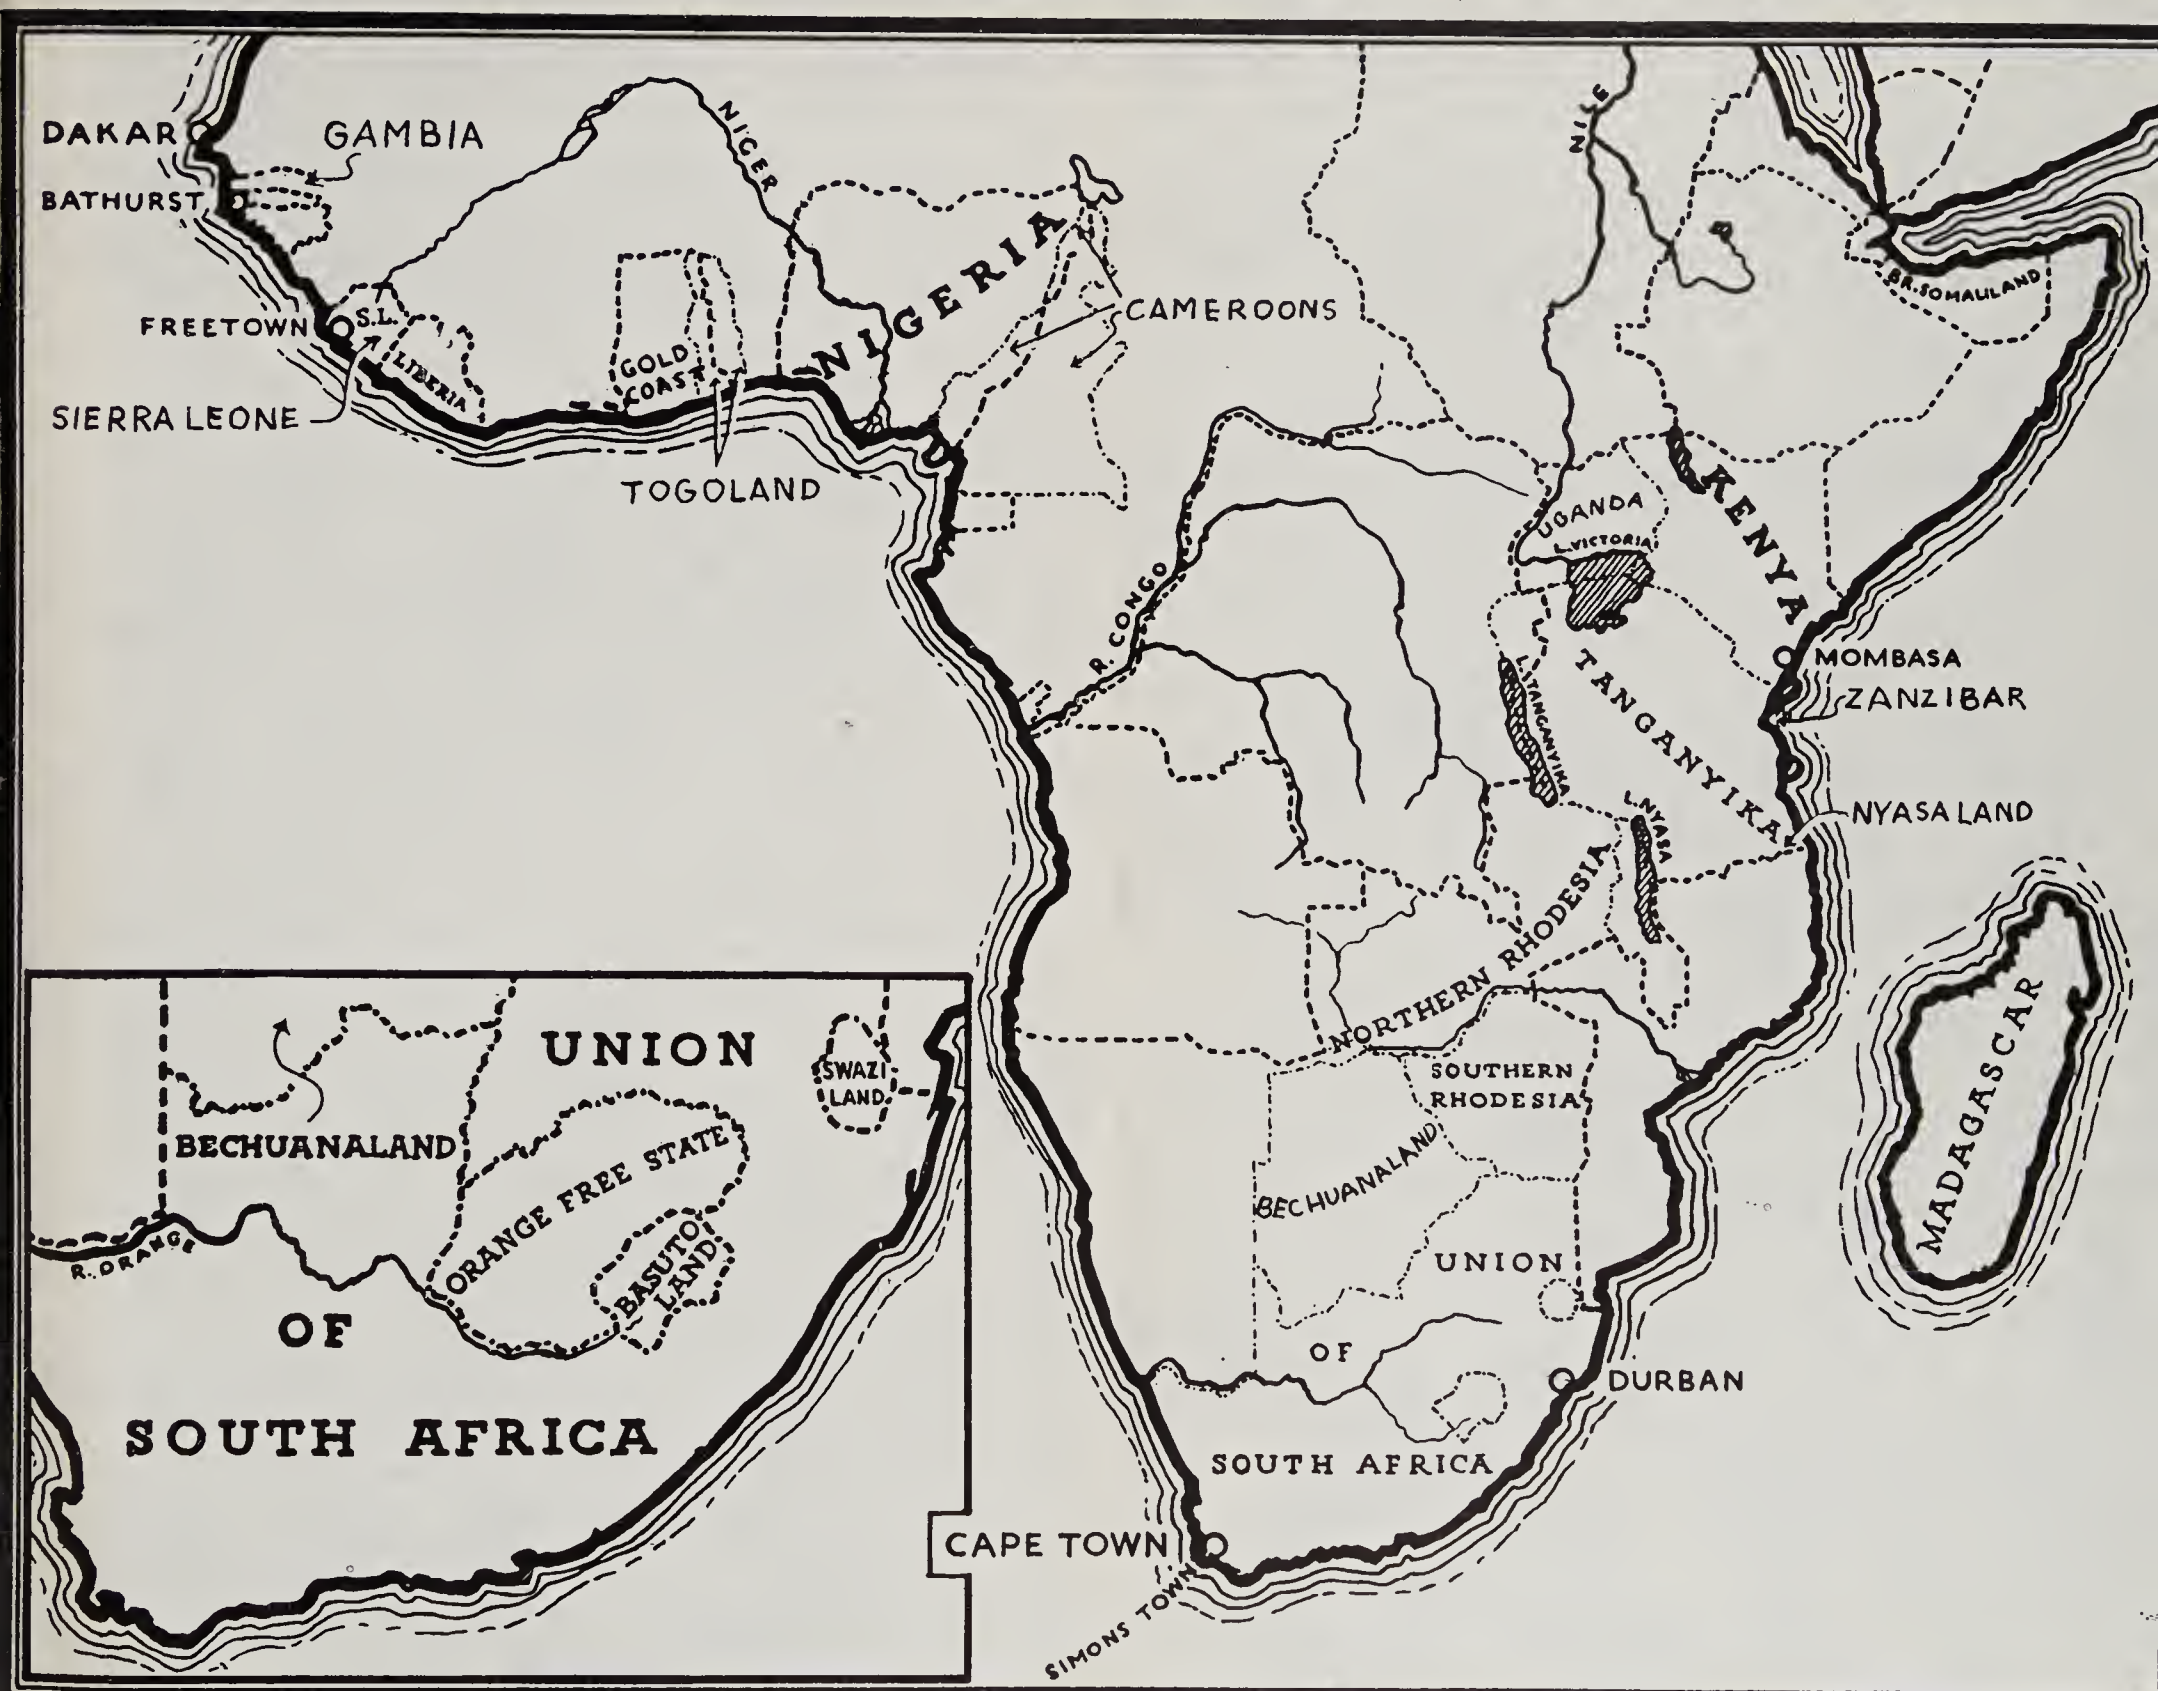 DAKAR
GAMBIA
BATHURST
NIGER
NILE
NIGERIA
BR. SOMALILAND
CAMEROONS
FREETOWN
S.L.
LIBERIA
GOLD
COAST
SIERRA LEONE
TOGOLAND
KENYA
UGANDA
L. VICTORIA
R. CONGO
MOMBASA
ZANZIBAR
TANGANYIKA
L. TANGANYIKA
L. NYASA
NYASALAND
NORTHERN RHODESIA
SOUTHERN
RHODESIA
BECHUANALAND
MADAGASCAR
UNION
OF
SOUTH AFRICA
DURBAN
CAPE TOWN
SIMONS TOWN
UNION
SWAZI
LAND
BECHUANALAND
ORANGE FREE STATE
BASUTO
LAND
R. ORANGE
OF
SOUTH AFRICA